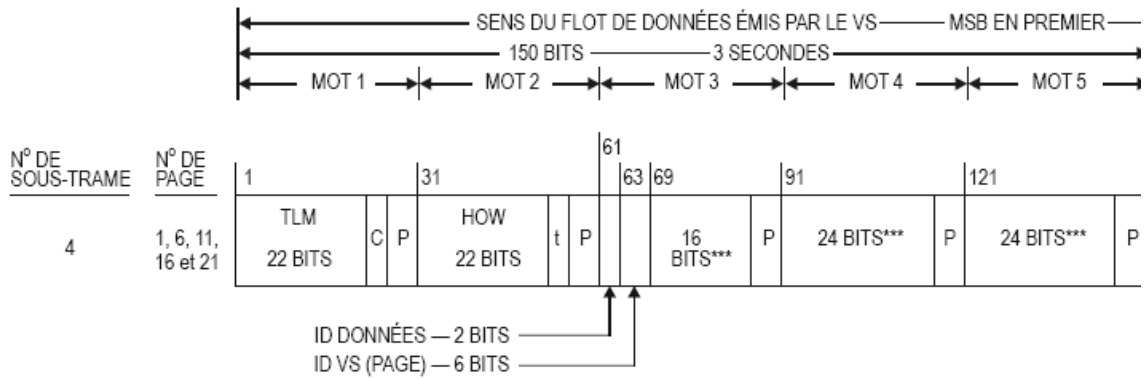 SENS DU FLOT DE DONNÉES ÉMIS PAR LE VS MSB EN PREMIER
150 BITS 3 SECONDES
MOT 1 MOT 2 MOT 3 MOT 4 MOT 5
61
N° DE SOUS-TRAME
N° DE PAGE
1 31 63 69 91 121
4
1, 6, 11, 16 et 21
TLM
22 BITS
C P
HOW
22 BITS
t P
16 BITS***
P
24 BITS***
P
24 BITS***
P
ID DONNÉES — 2 BITS
ID VS (PAGE) — 6 BITS